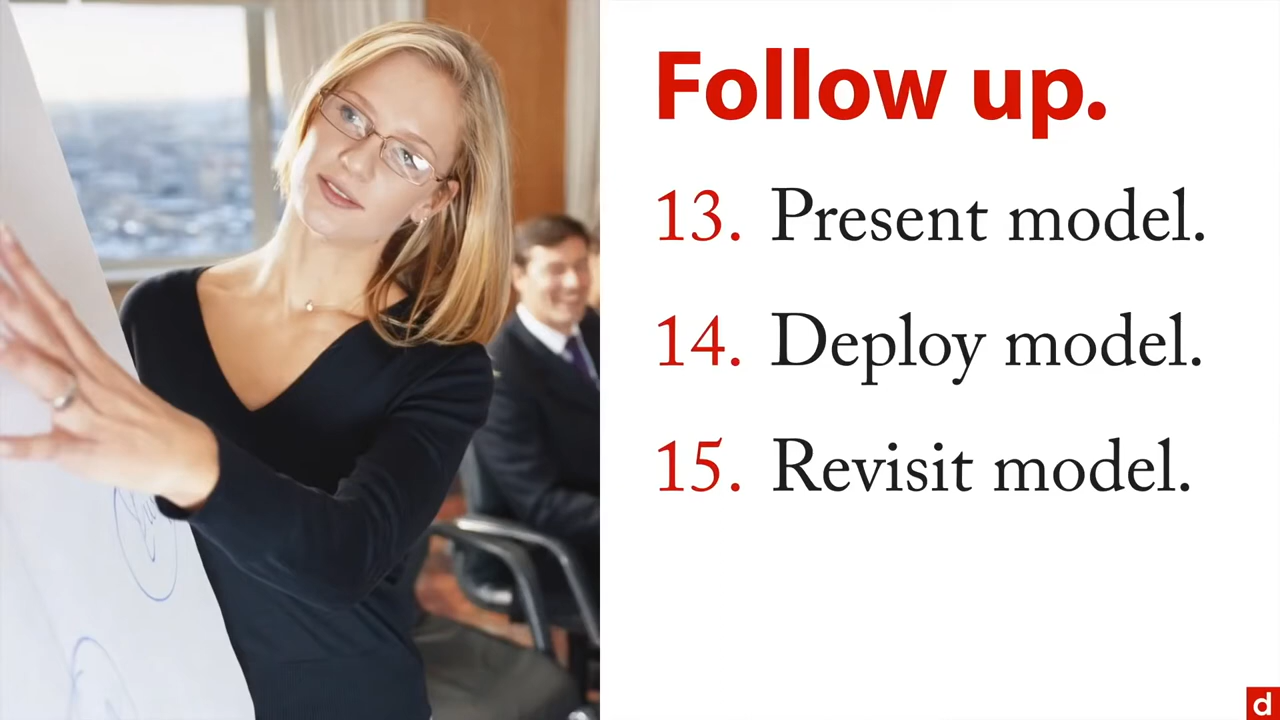 Follow up.
13. Present model.
14. Deploy model.
15. Revisit model.
d